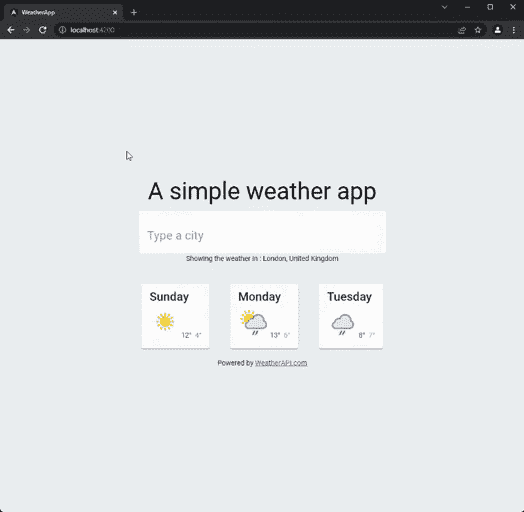 WeatherApp
localhost:4200
A simple weather app
Type a city
Showing the weather in : London, United Kingdom
Sunday
12° 4°
Monday
13° 6°
Tuesday
8° 7°
Powered by WeatherAPI.com